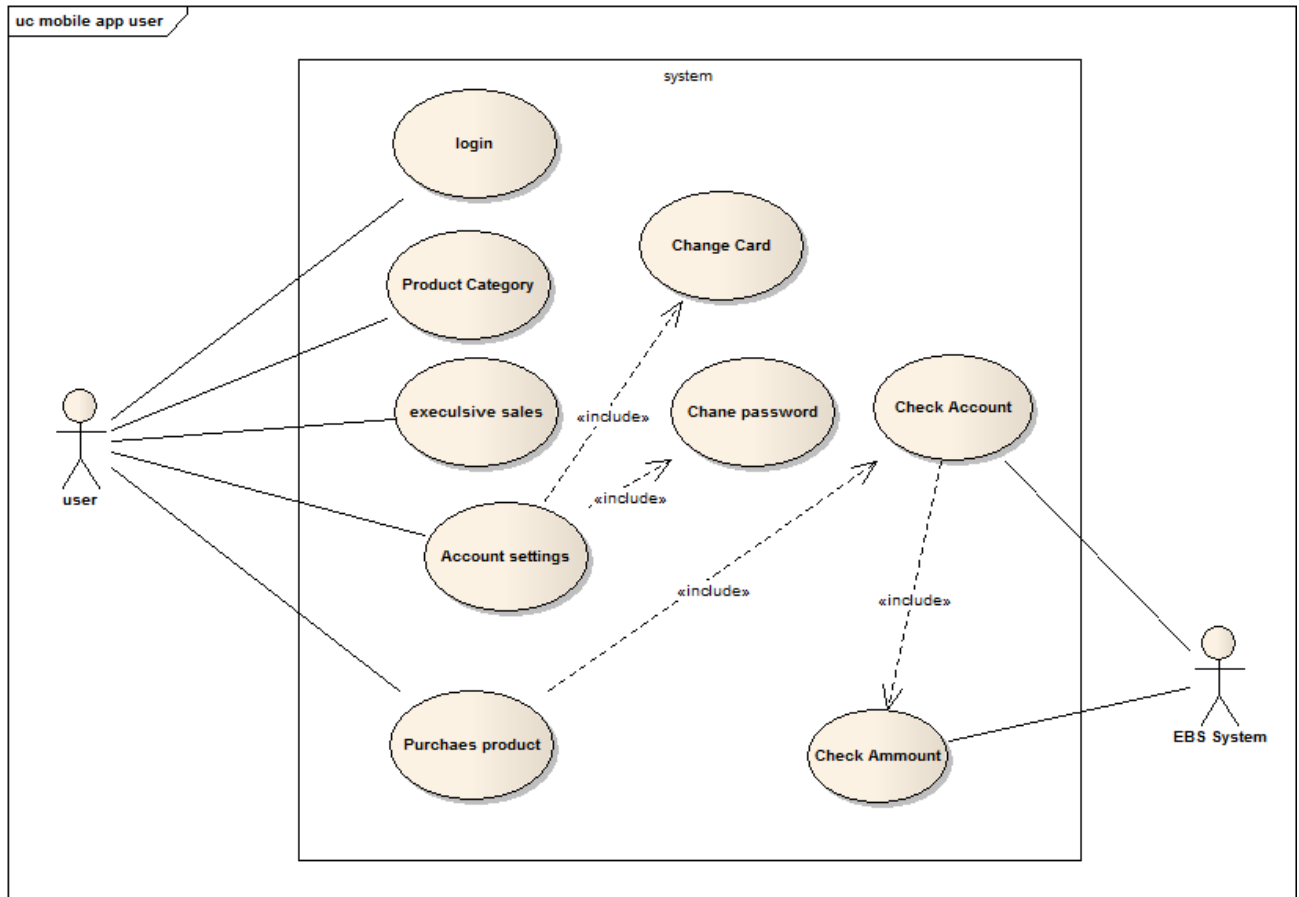 uc mobile app user
system
login
Change Card
Product Category
execulsive sales
Chane password
Check Account
«include»
«include»
user
Account settings
«include»
«include»
Purchaes product
Check Ammount
EBS System